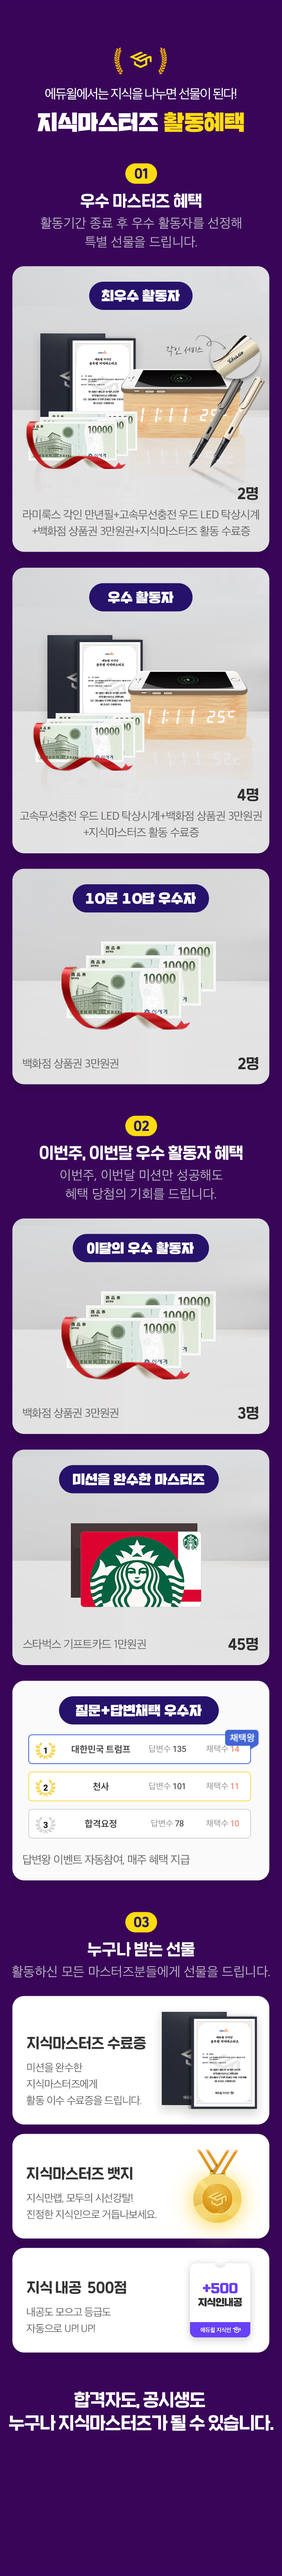 에듀윌에서는 지식을 나누면 선물이 된다!
지식마스터즈 활동혜택
01
우수 마스터즈 혜택
활동기간 종료 후 우수 활동자를 선정해
특별 선물을 드립니다.
최우수 활동자
각인 서비스
10000
11:11 25c
2명
라미룩스 각인 만년필+고속무선충전 우드 LED 탁상시계
+백화점 상품권 3만원권+지식마스터즈 활동 수료증
우수 활동자
10000
11:11 25c
4명
고속무선충전 우드 LED 탁상시계+백화점 상품권 3만원권
+지식마스터즈 활동 수료증
10문 10답 우수자
상품권
10000
10000
10000
백화점 상품권 3만원권
2명
02
이번주, 이번달 우수 활동자 혜택
이번주, 이번달 미션만 성공해도
혜택 당첨의 기회를 드립니다.
이달의 우수 활동자
상품권
10000
10000
10000
백화점 상품권 3만원권
3명
미션을 완수한 마스터즈
스타벅스 기프트카드 1만원권
45명
질문+답변채택 우수자
채택왕
1 대한민국 트럼프 답변수 135 채택수 14
2 천사 답변수 101 채택수 11
3 합격요정 답변수 78 채택수 10
답변왕 이벤트 자동참여, 매주 혜택 지급
03
누구나 받는 선물
활동하신 모든 마스터즈분들에게 선물을 드립니다.
지식마스터즈 수료증
미션을 완수한
지식마스터즈에게
활동 이수 수료증을 드립니다.
지식마스터즈 뱃지
지식만랩, 모두의 시선강탈!
진정한 지식인으로 거듭나보세요.
지식 내공 500점
내공도 모으고 등급도
자동으로 UP! UP!
+500
지식인내공
에듀윌 지식인
합격자도, 공시생도
누구나 지식마스터즈가 될 수 있습니다.